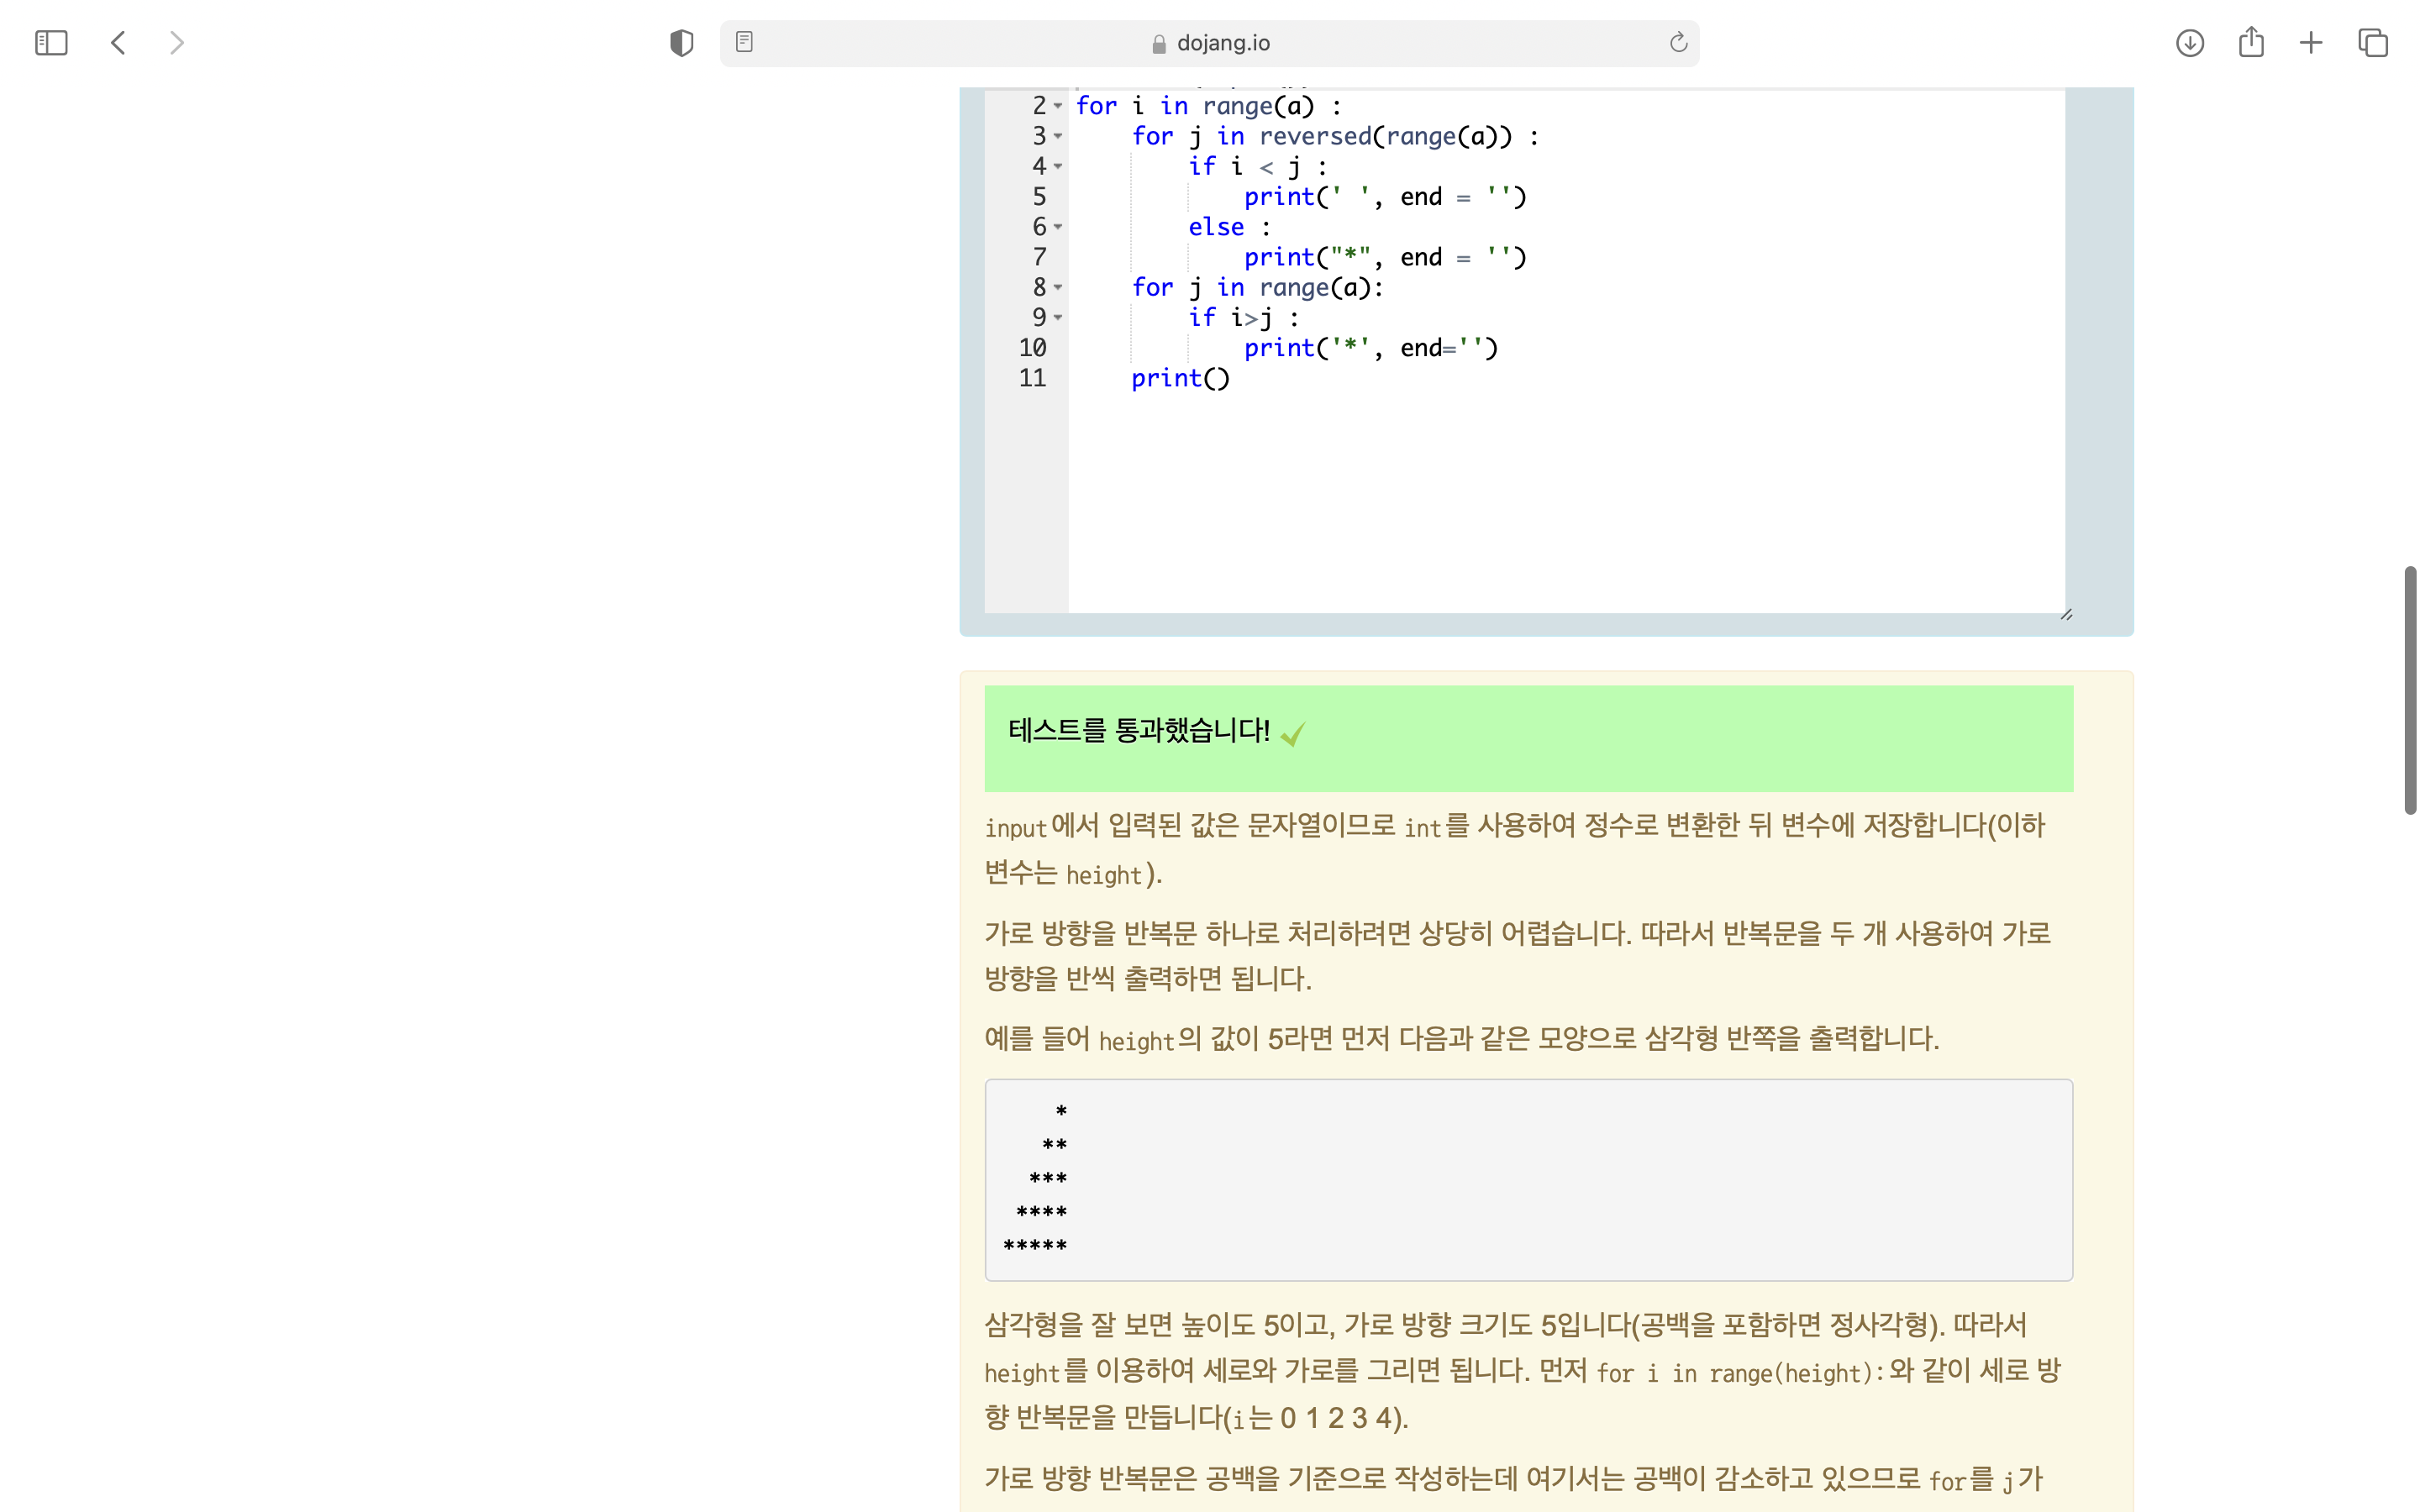 dojang.io
2 for i in range(a) :
3     for j in reversed(range(a)) :
4         if i < j :
5             print(' ', end = '')
6         else :
7             print("*", end = '')
8     for j in range(a):
9         if i>j :
10             print('*', end='')
11     print()
테스트를 통과했습니다!
input에서 입력된 값은 문자열이므로 int를 사용하여 정수로 변환한 뒤 변수에 저장합니다(이하
변수는 height).
가로 방향을 반복문 하나로 처리하려면 상당히 어렵습니다. 따라서 반복문을 두 개 사용하여 가로
방향을 반씩 출력하면 됩니다.
예를 들어 height의 값이 5라면 먼저 다음과 같은 모양으로 삼각형 반쪽을 출력합니다.
    *
   **
  ***
 ****
*****
삼각형을 잘 보면 높이도 5이고, 가로 방향 크기도 5입니다(공백을 포함하면 정사각형). 따라서
height를 이용하여 세로와 가로를 그리면 됩니다. 먼저 for i in range(height):와 같이 세로 방
향 반복문을 만듭니다(i는 0 1 2 3 4).
가로 방향 반복문은 공백을 기준으로 작성하는데 여기서는 공백이 감소하고 있으므로 for를 j가